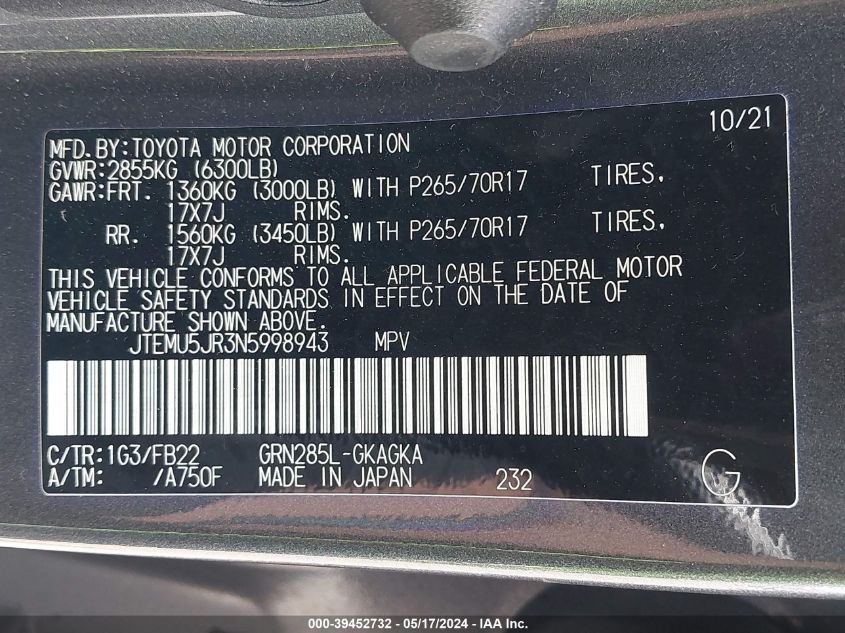 10/21
MFD.BY:TOYOTA MOTOR CORPORATION
GVWR:2855KG (6300LB)
GAWR:FRT. 1360KG (3000LB) WITH P265/70R17 TIRES,
17X7J RIMS.
RR. 1560KG (3450LB) WITH P265/70R17 TIRES,
17X7J RIMS.
THIS VEHICLE CONFORMS TO ALL APPLICABLE FEDERAL MOTOR
VEHICLE SAFETY STANDARDS IN EFFECT ON THE DATE OF
MANUFACTURE SHOWN ABOVE.
JTEMU5JR3N5998943 MPV
C/TR:1G3/FB22 GRN285L-GKAGKA
A/TM: /A750F MADE IN JAPAN 232 G
000-39452732 - 05/17/2024 - IAA Inc.